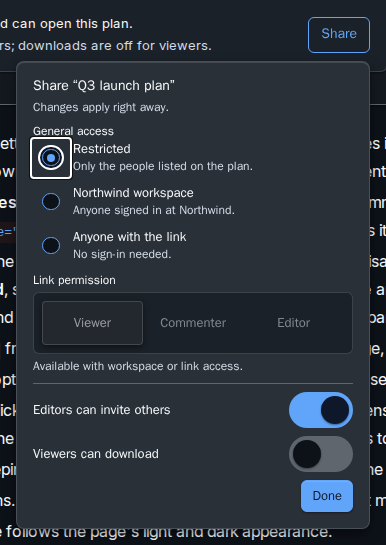 d can open this plan.
rs; downloads are off for viewers.
Share
Share “Q3 launch plan”
Changes apply right away.
General access
Restricted
Only the people listed on the plan.
Northwind workspace
Anyone signed in at Northwind.
Anyone with the link
No sign-in needed.
Link permission
Viewer Commenter Editor
Available with workspace or link access.
Editors can invite others
Viewers can download
Done
e follows the page's light and dark appearance.